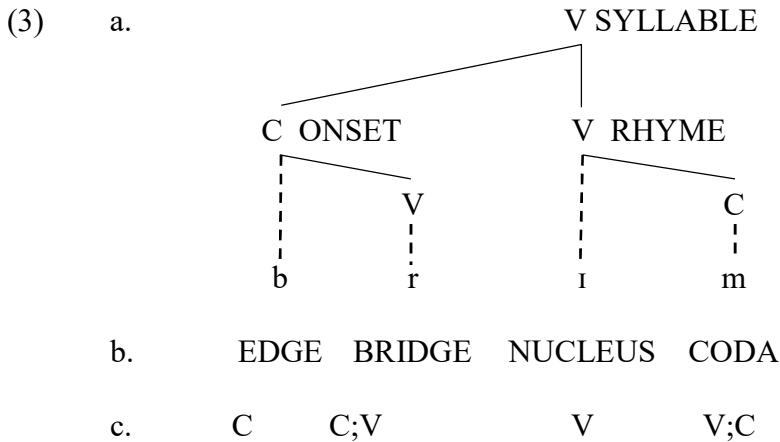 (3) a. V SYLLABLE
C ONSET V RHYME
V C
b r ɪ m
b. EDGE BRIDGE NUCLEUS CODA
c. C C;V V V;C